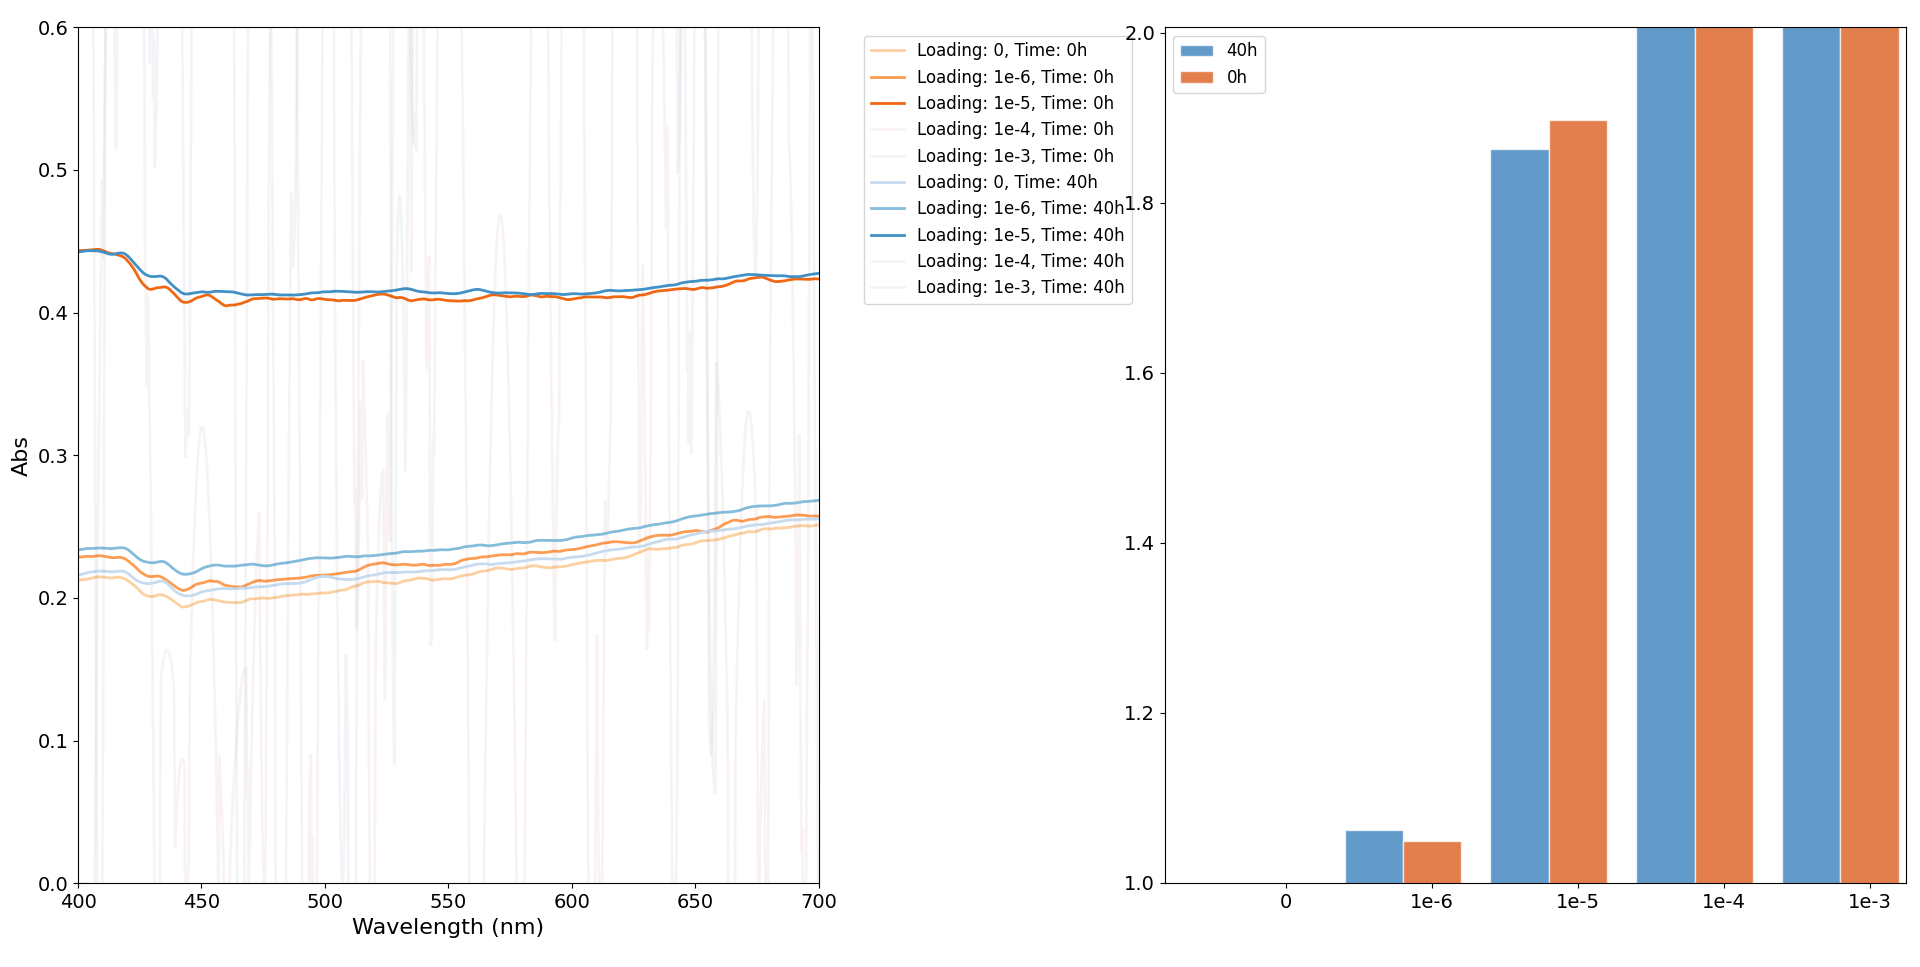 0.6
0.5
0.4
0.3
0.2
0.1
0.0
Abs
400 450 500 550 600 650 700
Wavelength (nm)
Loading: 0, Time: 0h
Loading: 1e-6, Time: 0h
Loading: 1e-5, Time: 0h
Loading: 1e-4, Time: 0h
Loading: 1e-3, Time: 0h
Loading: 0, Time: 40h
Loading: 1e-6, Time: 40h
Loading: 1e-5, Time: 40h
Loading: 1e-4, Time: 40h
Loading: 1e-3, Time: 40h
2.0
1.8
1.6
1.4
1.2
1.0
40h
0h
0 1e-6 1e-5 1e-4 1e-3